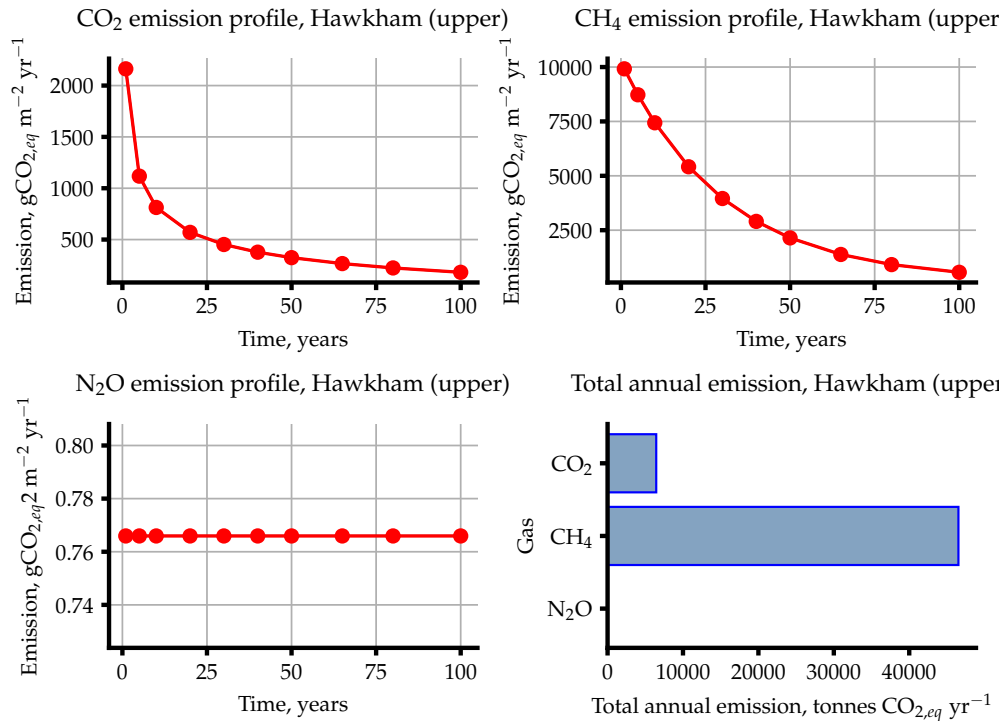 CO₂ emission profile, Hawkham (upper)
Emission, gCO₂,eq m⁻² yr⁻¹
2000
1500
1000
500
0 25 50 75 100
Time, years
CH₄ emission profile, Hawkham (upper
Emission, gCO₂,eq m⁻² yr⁻¹
10000
7500
5000
2500
0 25 50 75 100
Time, years
N₂O emission profile, Hawkham (upper)
Emission, gCO₂,eq2 m⁻² yr⁻¹
0.80
0.78
0.76
0.74
0 25 50 75 100
Time, years
Total annual emission, Hawkham (upper
Gas
CO₂
CH₄
N₂O
0 10000 20000 30000 40000
Total annual emission, tonnes CO₂,eq yr⁻¹